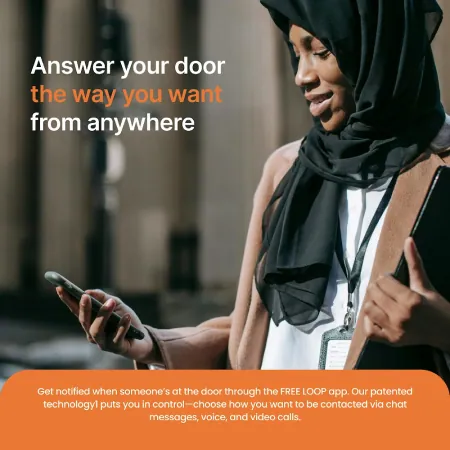 Answer your door
the way you want
from anywhere
Get notified when someone's at the door through the FREE LOOP app. Our patented
technology1 puts you in control—choose how you want to be contacted via chat
messages, voice, and video calls.